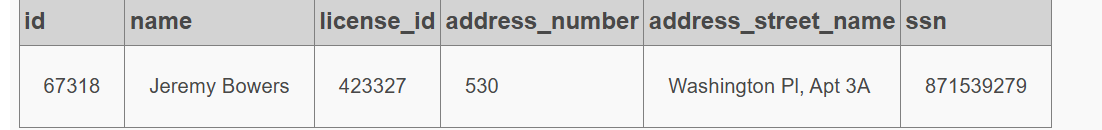 id name license_id address_number address_street_name ssn
67318 Jeremy Bowers 423327 530 Washington Pl, Apt 3A 871539279